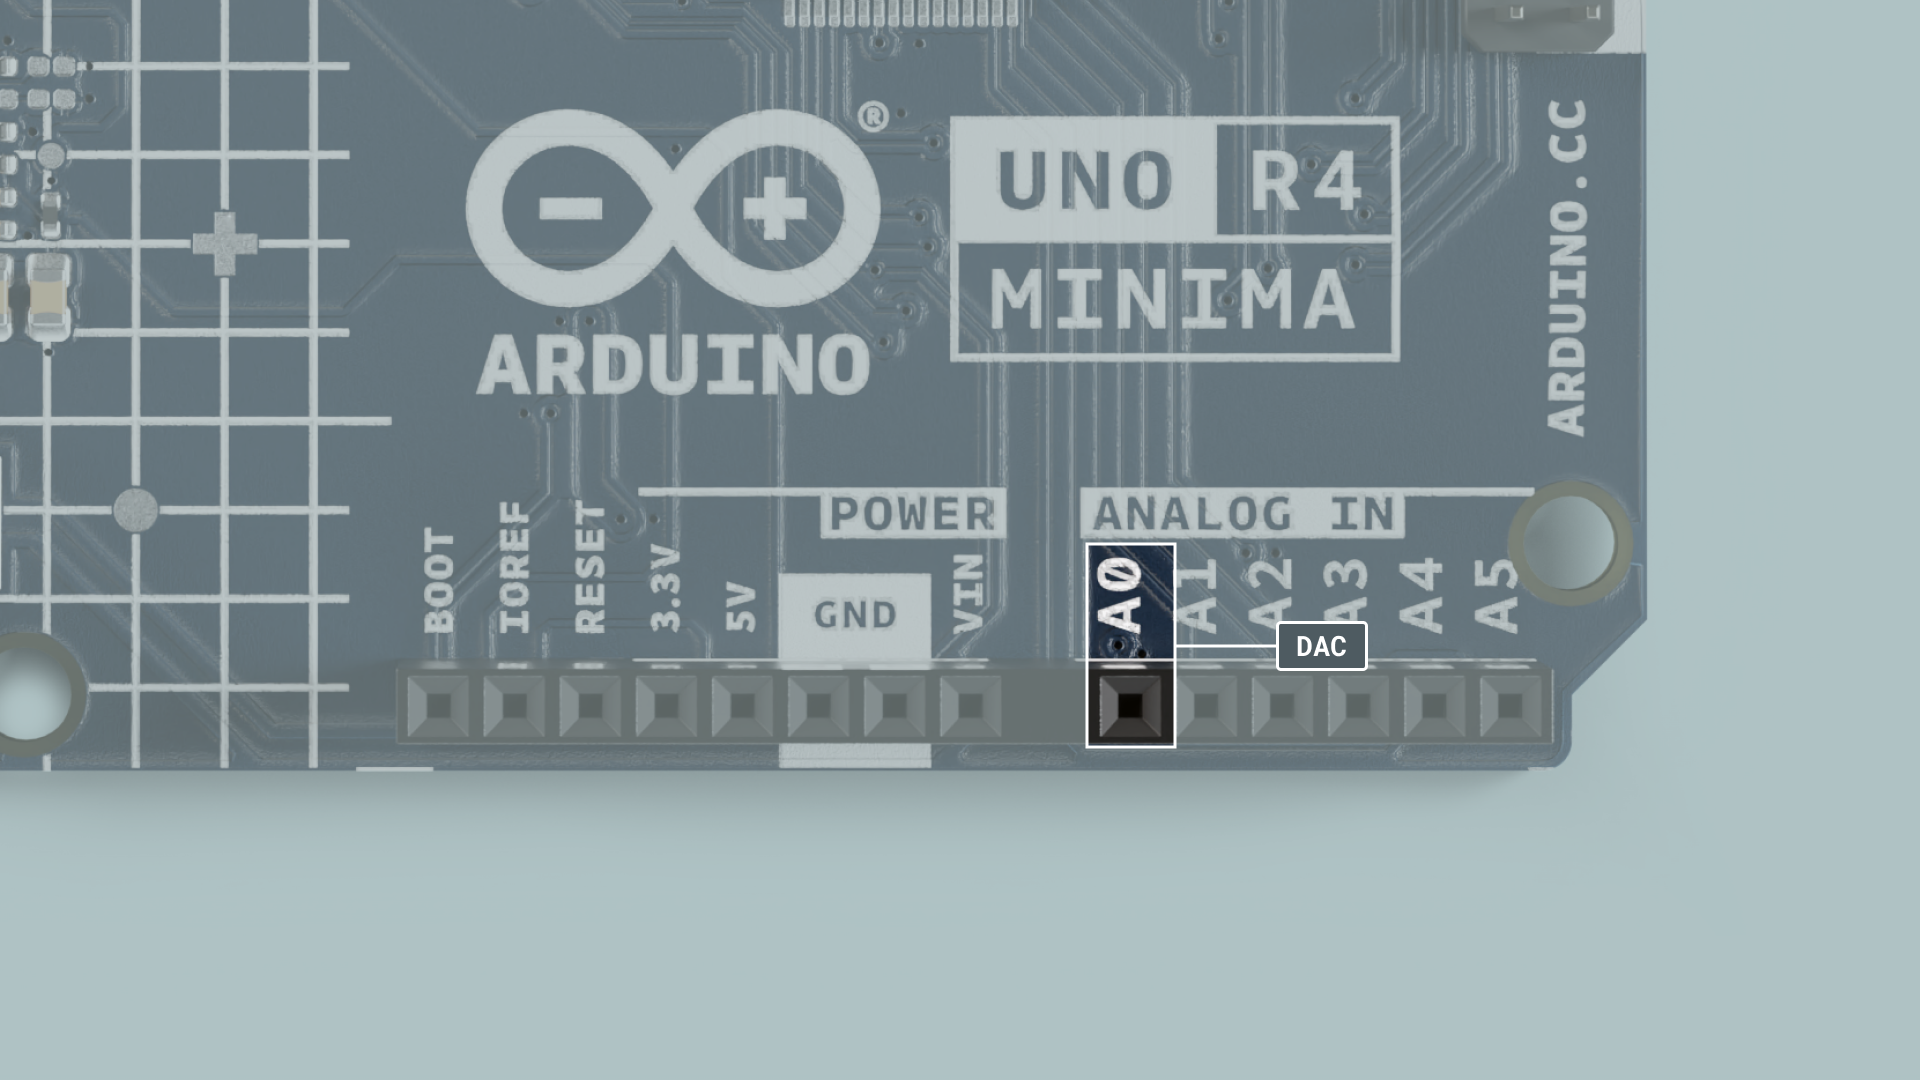 ®
UNO R4
MINIMA
ARDUINO
ARDUINO.CC
POWER
ANALOG IN
BOOT
IOREF
RESET
3.3V
5V
GND
VIN
A0
A1
A2
A3
A4
A5
DAC